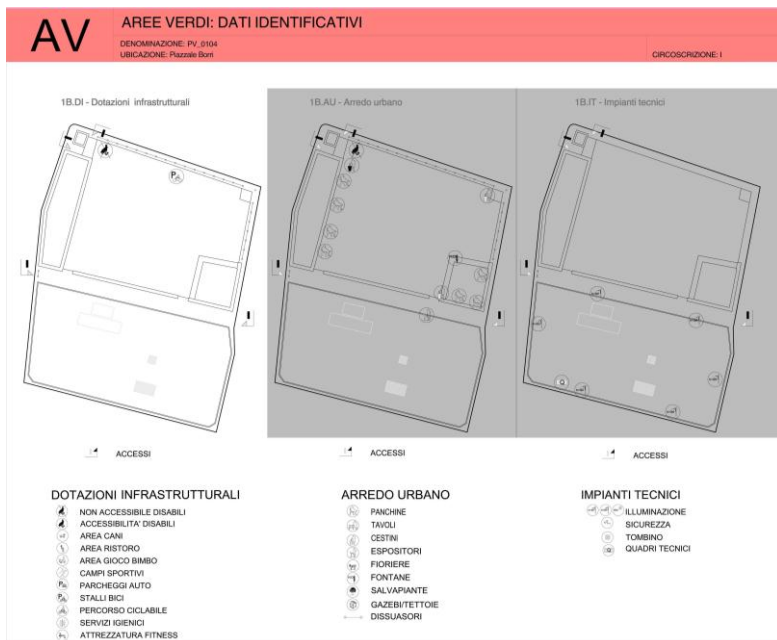 AV
AREE VERDI: DATI IDENTIFICATIVI
DENOMINAZIONE: PV_0104
UBICAZIONE: Piazzale Borri
CIRCOSCRIZIONE: I
1B.DI - Dotazioni infrastrutturali
1B.AU - Arredo urbano
1B.IT - Impianti tecnici
ACCESSI
ACCESSI
ACCESSI
DOTAZIONI INFRASTRUTTURALI
NON ACCESSIBILE DISABILI
ACCESSIBILITA' DISABILI
AREA CANI
AREA RISTORO
AREA GIOCO BIMBO
CAMPI SPORTIVI
PARCHEGGI AUTO
STALLI BICI
PERCORSO CICLABILE
SERVIZI IGIENICI
ATTREZZATURA FITNESS
ARREDO URBANO
PANCHINE
TAVOLI
CESTINI
ESPOSITORI
FIORIERE
FONTANE
SALVAPIANTE
GAZEBI/TETTOIE
DISSUASORI
IMPIANTI TECNICI
ILLUMINAZIONE
SICUREZZA
TOMBINO
QUADRI TECNICI